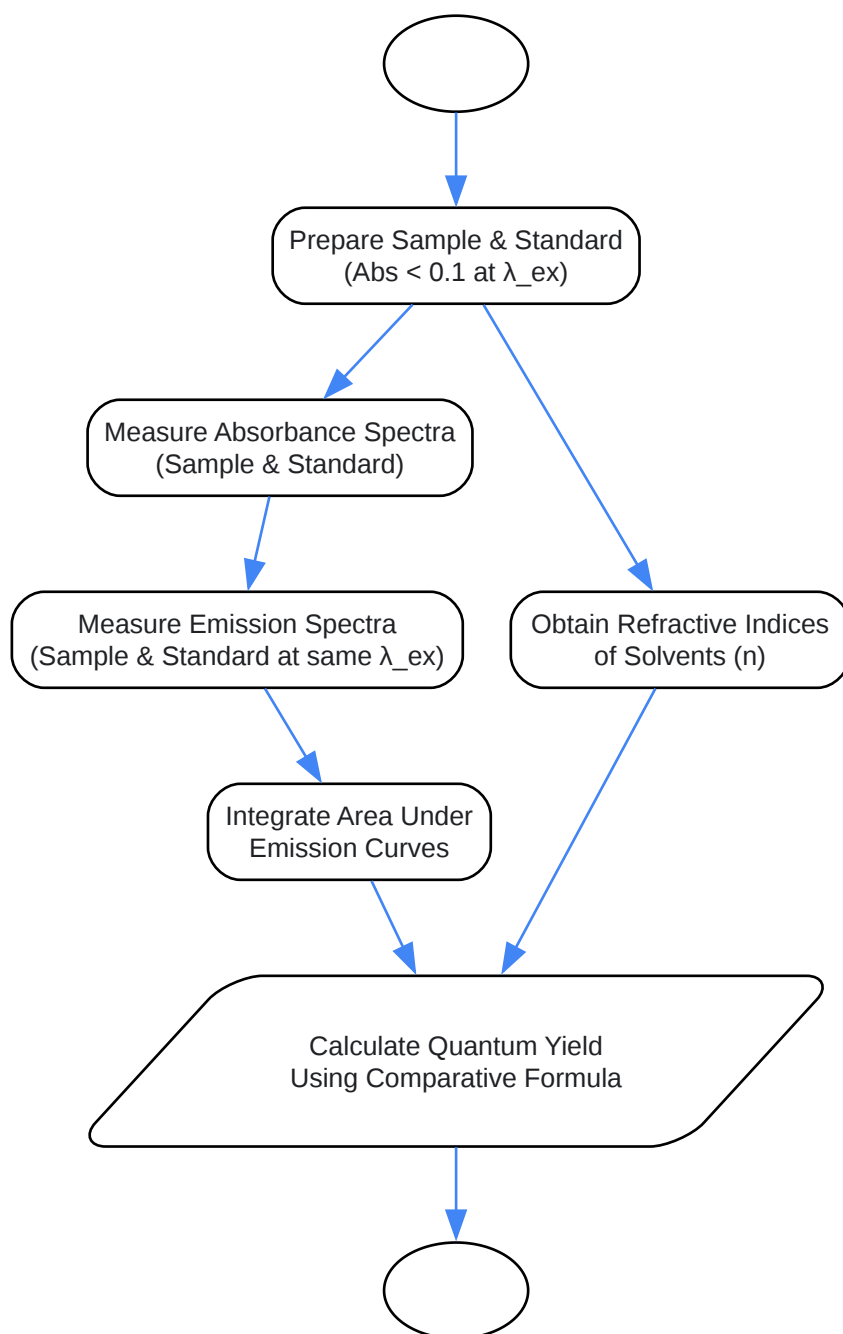 Prepare Sample & Standard
(Abs < 0.1 at λ_ex)
Measure Absorbance Spectra
(Sample & Standard)
Measure Emission Spectra
(Sample & Standard at same λ_ex)
Obtain Refractive Indices
of Solvents (n)
Integrate Area Under
Emission Curves
Calculate Quantum Yield
Using Comparative Formula